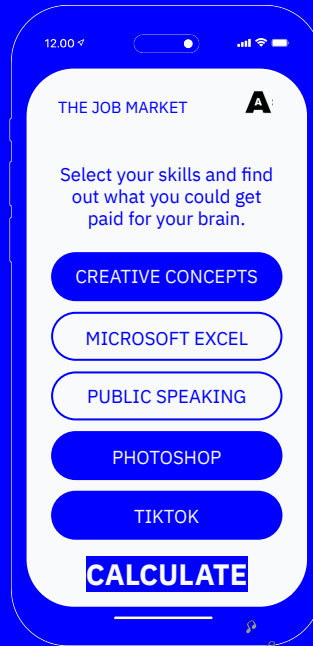 12.00
THE JOB MARKET
A
Select your skills and find
out what you could get
paid for your brain.
CREATIVE CONCEPTS
MICROSOFT EXCEL
PUBLIC SPEAKING
PHOTOSHOP
TIKTOK
CALCULATE